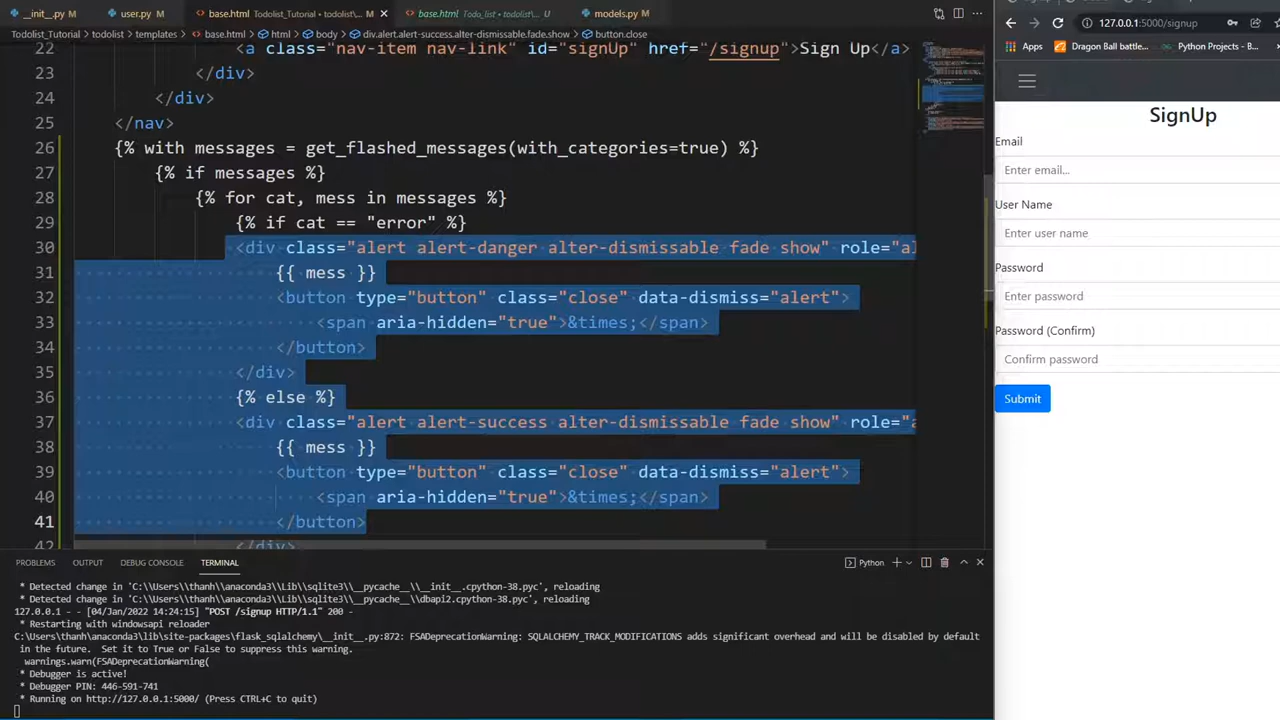 __init__.py M
user.py M
base.html Todolist_Tutorial • todolist\... M
base.html Todo_list • todolist\templates U
models.py M
Todolist_Tutorial > todolist > templates > base.html > html > body > div.alert.alert-success.alter-dismissable.fade.show > button.close
22 <a class="nav-item nav-link" id="signUp" href="/signup">Sign Up</a>
23 </div>
24 </div>
25 </nav>
26 {% with messages = get_flashed_messages(with_categories=true) %}
27 {% if messages %}
28 {% for cat, mess in messages %}
29 {% if cat == "error" %}
30 <div class="alert alert-danger alter-dismissable fade show" role="al
31 {{ mess }}
32 <button type="button" class="close" data-dismiss="alert">
33 <span aria-hidden="true">&times;</span>
34 </button>
35 </div>
36 {% else %}
37 <div class="alert alert-success alter-dismissable fade show" role="a
38 {{ mess }}
39 <button type="button" class="close" data-dismiss="alert">
40 <span aria-hidden="true">&times;</span>
41 </button>
42 </div>
PROBLEMS OUTPUT DEBUG CONSOLE TERMINAL
Python
* Detected change in 'C:\\Users\\thanh\\anaconda3\\Lib\\sqlite3\\__pycache__\\__init__.cpython-38.pyc', reloading
* Detected change in 'C:\\Users\\thanh\\anaconda3\\Lib\\sqlite3\\__pycache__\\dbapi2.cpython-38.pyc', reloading
127.0.0.1 - - [04/Jan/2022 14:24:15] "POST /signup HTTP/1.1" 200 -
* Restarting with windowsapi reloader
C:\Users\thanh\anaconda3\lib\site-packages\flask_sqlalchemy\__init__.py:872: FSADeprecationWarning: SQLALCHEMY_TRACK_MODIFICATIONS adds significant overhead and will be disabled by default
in the future. Set it to True or False to suppress this warning.
warnings.warn(FSADeprecationWarning(
* Debugger is active!
* Debugger PIN: 446-591-741
* Running on http://127.0.0.1:5000/ (Press CTRL+C to quit)
127.0.0.1:5000/signup
Apps
Dragon Ball battle...
Python Projects - B...
SignUp
Email
Enter email...
User Name
Enter user name
Password
Enter password
Password (Confirm)
Confirm password
Submit